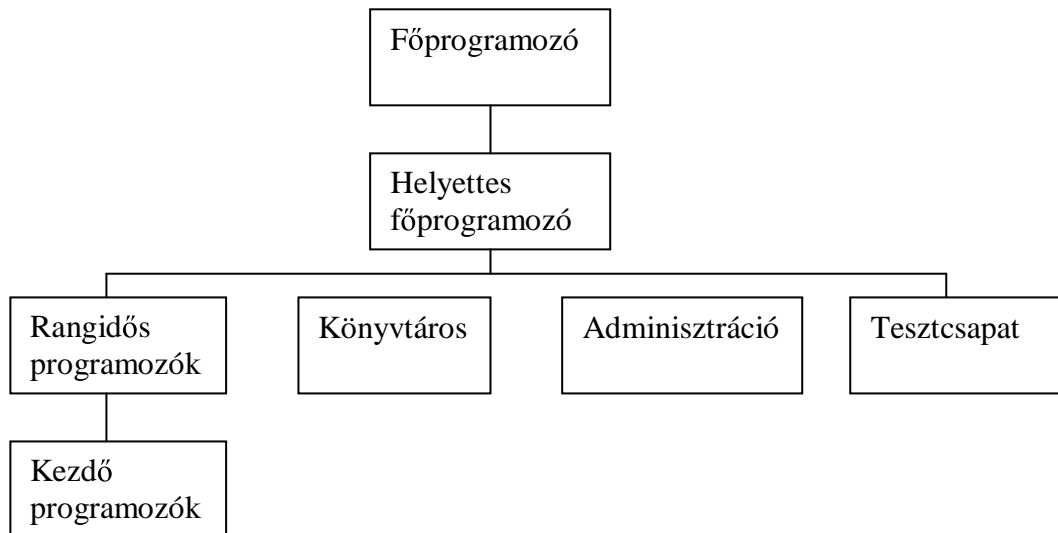 Főprogramozó
Helyettes
főprogramozó
Rangidős
programozók
Könyvtáros
Adminisztráció
Tesztcsapat
Kezdő
programozók